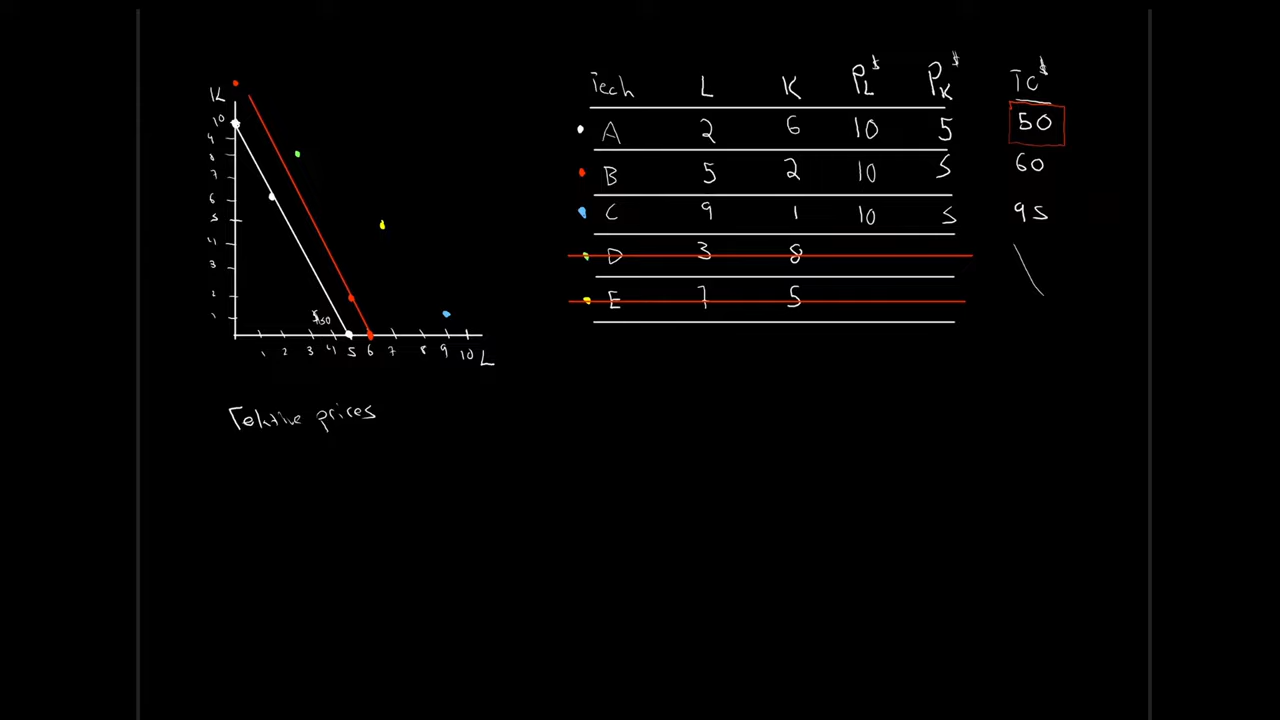 Tech L K PL$ PK$ TC$
A 2 6 10 5 50
B 5 2 10 5 60
C 9 1 10 5 95
D 3 8
E 7 5
K
10
9
8
7
6
5
4
3
2
1
$50
1 2 3 4 5 6 7 8 9 10 L
relative prices